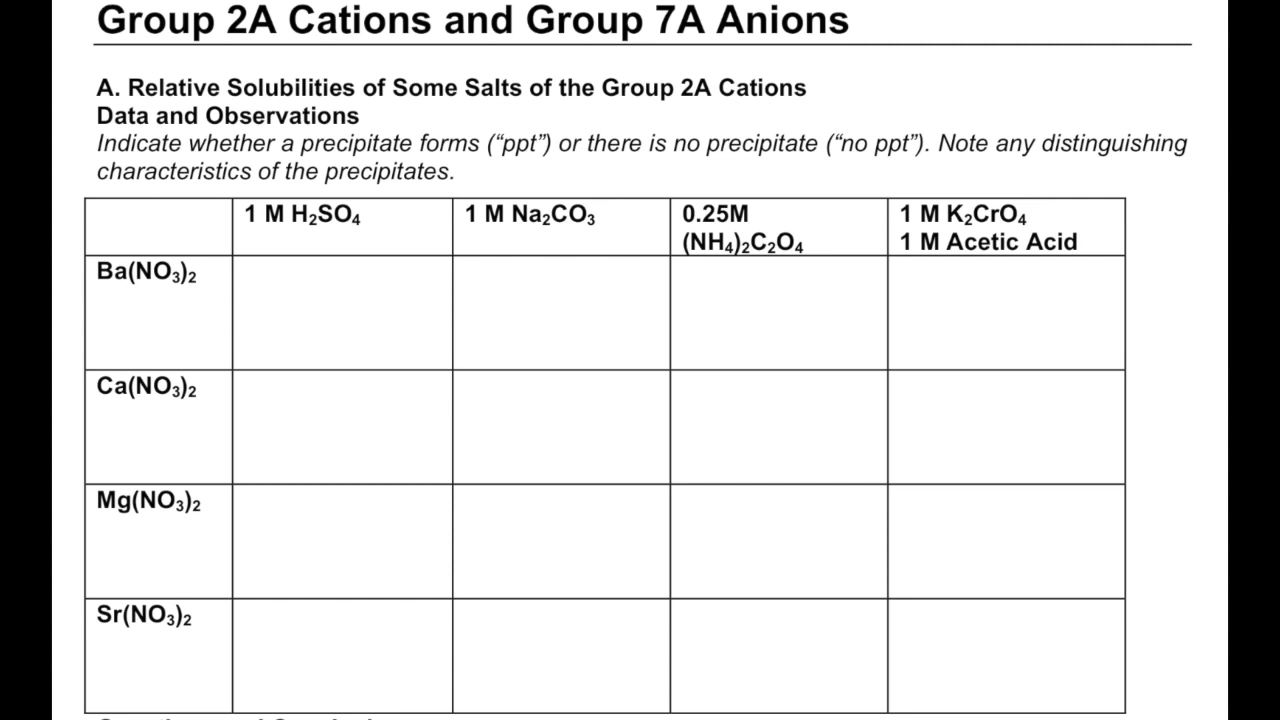 Group 2A Cations and Group 7A Anions
A. Relative Solubilities of Some Salts of the Group 2A Cations
Data and Observations
Indicate whether a precipitate forms (“ppt”) or there is no precipitate (“no ppt”). Note any distinguishing
characteristics of the precipitates.
1 M H₂SO₄
1 M Na₂CO₃
0.25M
(NH₄)₂C₂O₄
1 M K₂CrO₄
1 M Acetic Acid
Ba(NO₃)₂
Ca(NO₃)₂
Mg(NO₃)₂
Sr(NO₃)₂